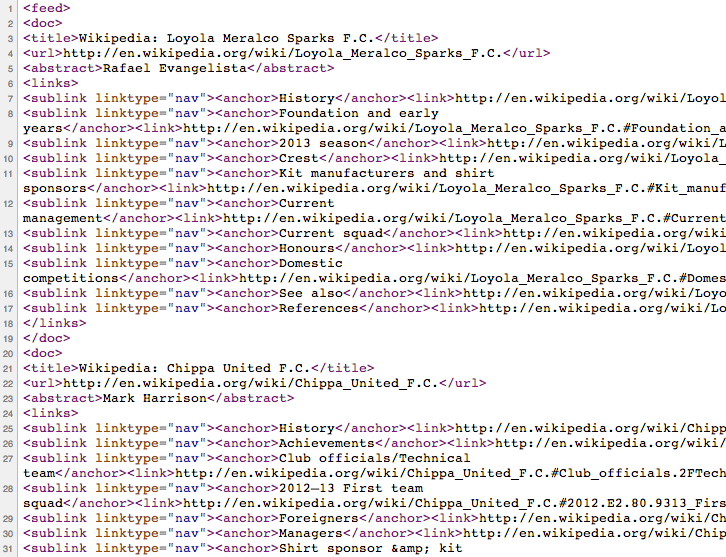 1 <feed>
2 <doc>
3 <title>Wikipedia: Loyola Meralco Sparks F.C.</title>
4 <url>http://en.wikipedia.org/wiki/Loyola_Meralco_Sparks_F.C.</url>
5 <abstract>Rafael Evangelista</abstract>
6 <links>
7 <sublink linktype="nav"><anchor>History</anchor><link>http://en.wikipedia.org/wiki/Loyol
8 <sublink linktype="nav"><anchor>Foundation and early
years</anchor><link>http://en.wikipedia.org/wiki/Loyola_Meralco_Sparks_F.C.#Foundation_a
9 <sublink linktype="nav"><anchor>2013 season</anchor><link>http://en.wikipedia.org/wiki/L
10 <sublink linktype="nav"><anchor>Crest</anchor><link>http://en.wikipedia.org/wiki/Loyola_
11 <sublink linktype="nav"><anchor>Kit manufacturers and shirt
sponsors</anchor><link>http://en.wikipedia.org/wiki/Loyola_Meralco_Sparks_F.C.#Kit_manuf
12 <sublink linktype="nav"><anchor>Current
management</anchor><link>http://en.wikipedia.org/wiki/Loyola_Meralco_Sparks_F.C.#Current
13 <sublink linktype="nav"><anchor>Current squad</anchor><link>http://en.wikipedia.org/wiki
14 <sublink linktype="nav"><anchor>Honours</anchor><link>http://en.wikipedia.org/wiki/Loyol
15 <sublink linktype="nav"><anchor>Domestic
competitions</anchor><link>http://en.wikipedia.org/wiki/Loyola_Meralco_Sparks_F.C.#Domes
16 <sublink linktype="nav"><anchor>See also</anchor><link>http://en.wikipedia.org/wiki/Loyo
17 <sublink linktype="nav"><anchor>References</anchor><link>http://en.wikipedia.org/wiki/Lo
18 </links>
19 </doc>
20 <doc>
21 <title>Wikipedia: Chippa United F.C.</title>
22 <url>http://en.wikipedia.org/wiki/Chippa_United_F.C.</url>
23 <abstract>Mark Harrison</abstract>
24 <links>
25 <sublink linktype="nav"><anchor>History</anchor><link>http://en.wikipedia.org/wiki/Chipp
26 <sublink linktype="nav"><anchor>Achievements</anchor><link>http://en.wikipedia.org/wiki/
27 <sublink linktype="nav"><anchor>Club officials/Technical
team</anchor><link>http://en.wikipedia.org/wiki/Chippa_United_F.C.#Club_officials.2FTech
28 <sublink linktype="nav"><anchor>2012–13 First team
squad</anchor><link>http://en.wikipedia.org/wiki/Chippa_United_F.C.#2012.E2.80.9313_Firs
29 <sublink linktype="nav"><anchor>Foreigners</anchor><link>http://en.wikipedia.org/wiki/Ch
30 <sublink linktype="nav"><anchor>Managers</anchor><link>http://en.wikipedia.org/wiki/Chip
31 <sublink linktype="nav"><anchor>Shirt sponsor &amp; kit